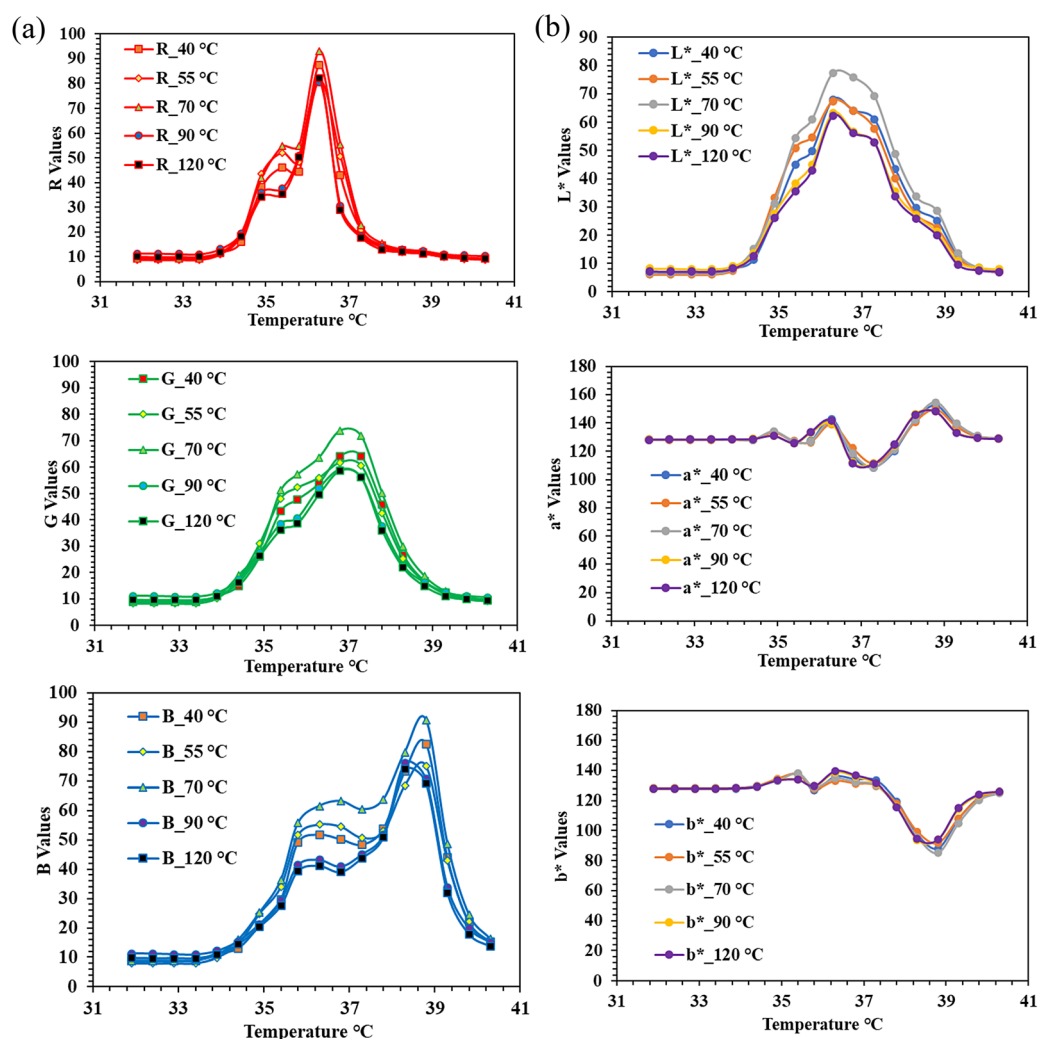 (a)
R Values
100
90
80
70
60
50
40
30
20
10
0
R_40 °C
R_55 °C
R_70 °C
R_90 °C
R_120 °C
31 33 35 37 39 41
Temperature °C
(b)
L* Values
90
80
70
60
50
40
30
20
10
0
L*_40 °C
L*_55 °C
L*_70 °C
L*_90 °C
L*_120 °C
31 33 35 37 39 41
Temperature °C
G Values
100
90
80
70
60
50
40
30
20
10
0
G_40 °C
G_55 °C
G_70 °C
G_90 °C
G_120 °C
31 33 35 37 39 41
Temperature °C
a* Values
180
160
140
120
100
80
60
40
20
0
a*_40 °C
a*_55 °C
a*_70 °C
a*_90 °C
a*_120 °C
31 33 35 37 39 41
Temperature °C
B Values
100
90
80
70
60
50
40
30
20
10
0
B_40 °C
B_55 °C
B_70 °C
B_90 °C
B_120 °C
31 33 35 37 39 41
Temperature °C
b* Values
180
160
140
120
100
80
60
40
20
0
b*_40 °C
b*_55 °C
b*_70 °C
b*_90 °C
b*_120 °C
31 33 35 37 39 41
Temperature °C